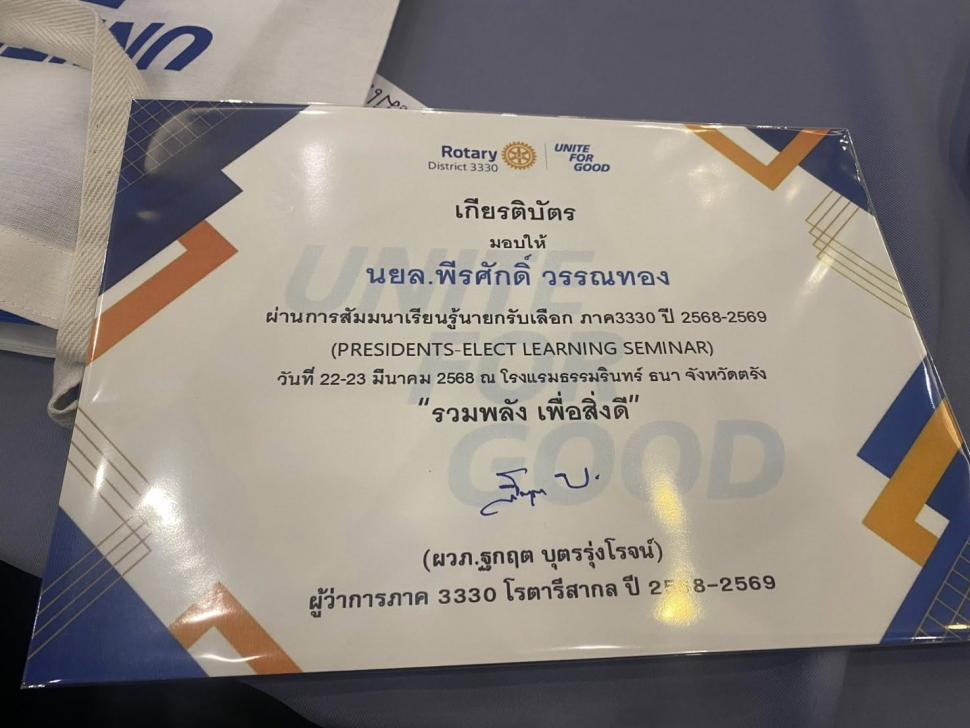 Rotary
District 3330
UNITE
FOR
GOOD
เกียรติบัตร
มอบให้
นยล.พีรศักดิ์ วรรณทอง
ผ่านการสัมมนาเรียนรู้นายกรับเลือก ภาค3330 ปี 2568-2569
(PRESIDENTS-ELECT LEARNING SEMINAR)
วันที่ 22-23 มีนาคม 2568 ณ โรงแรมธรรมรินทร์ ธนา จังหวัดตรัง
"รวมพลัง เพื่อสิ่งดี"
UNITE
FOR
GOOD
(ผวภ.ฐกฤต บุตรรุ่งโรจน์)
ผู้ว่าการภาค 3330 โรตารีสากล ปี 2568-2569